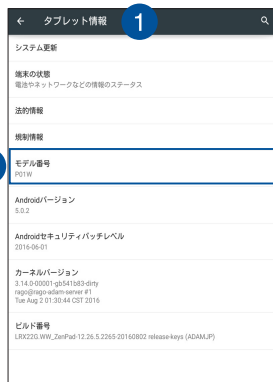 タブレット情報
1
システム更新
端末の状態
電池やネットワークなどの情報のステータス
法的情報
規制情報
モデル番号
P01W
Androidバージョン
5.0.2
Androidセキュリティパッチレベル
2016-06-01
カーネルバージョン
3.14.0-00001-gb541b83-dirty
rago@rago-adarn-server #1
Tue Aug 2 01:30:44 CST 2016
ビルド番号
LRX22G.WW_ZenPad-12.26.5.2265-20160802 release-keys (ADAMJP)